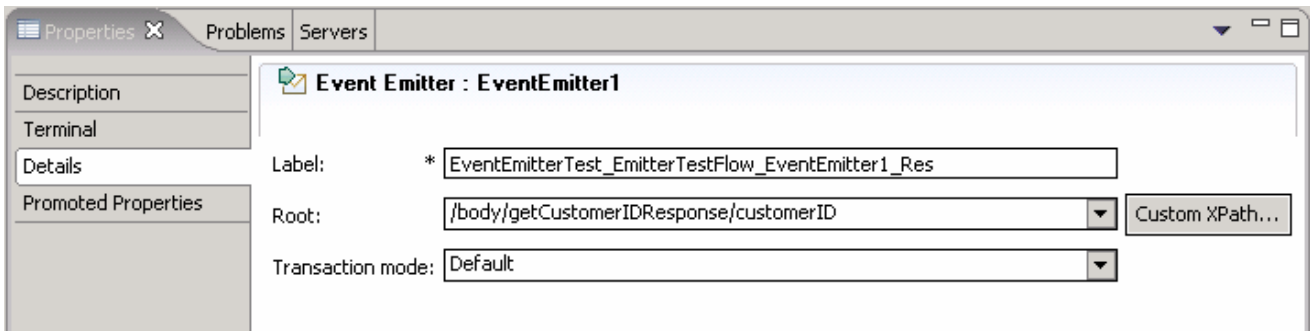 Properties Problems Servers
Event Emitter : EventEmitter1
Description
Terminal
Details
Promoted Properties
Label: * EventEmitterTest_EmitterTestFlow_EventEmitter1_Res
Root: /body/getCustomerIDResponse/customerID Custom XPath...
Transaction mode: Default